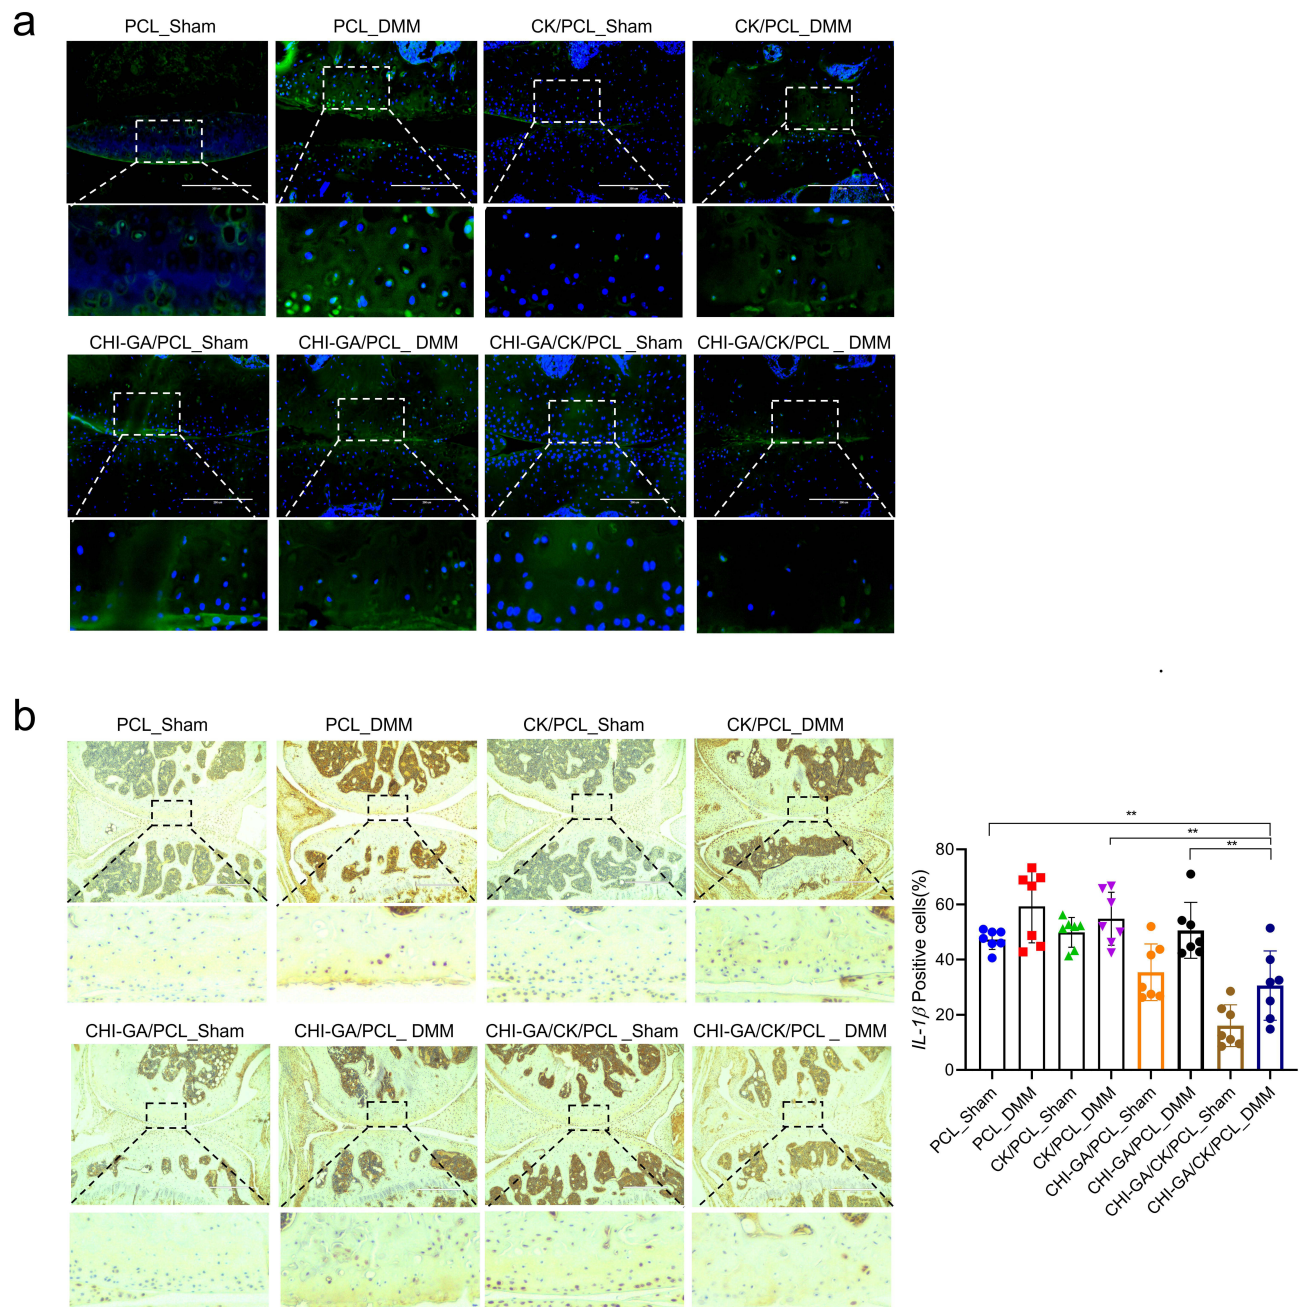 a
PCL_Sham
PCL_DMM
CK/PCL_Sham
CK/PCL_DMM
CHI-GA/PCL_Sham
CHI-GA/PCL_ DMM
CHI-GA/CK/PCL _Sham
CHI-GA/CK/PCL _ DMM
b
PCL_Sham
PCL_DMM
CK/PCL_Sham
CK/PCL_DMM
CHI-GA/PCL_Sham
CHI-GA/PCL_ DMM
CHI-GA/CK/PCL_Sham
CHI-GA/CK/PCL _ DMM
**
**
**
IL-1β Positive cells(%)
80
60
40
20
0
PCL_Sham
PCL_DMM
CK/PCL_Sham
CK/PCL_DMM
CHI-GA/PCL_Sham
CHI-GA/PCL_DMM
CHI-GA/CK/PCL_Sham
CHI-GA/CK/PCL_DMM